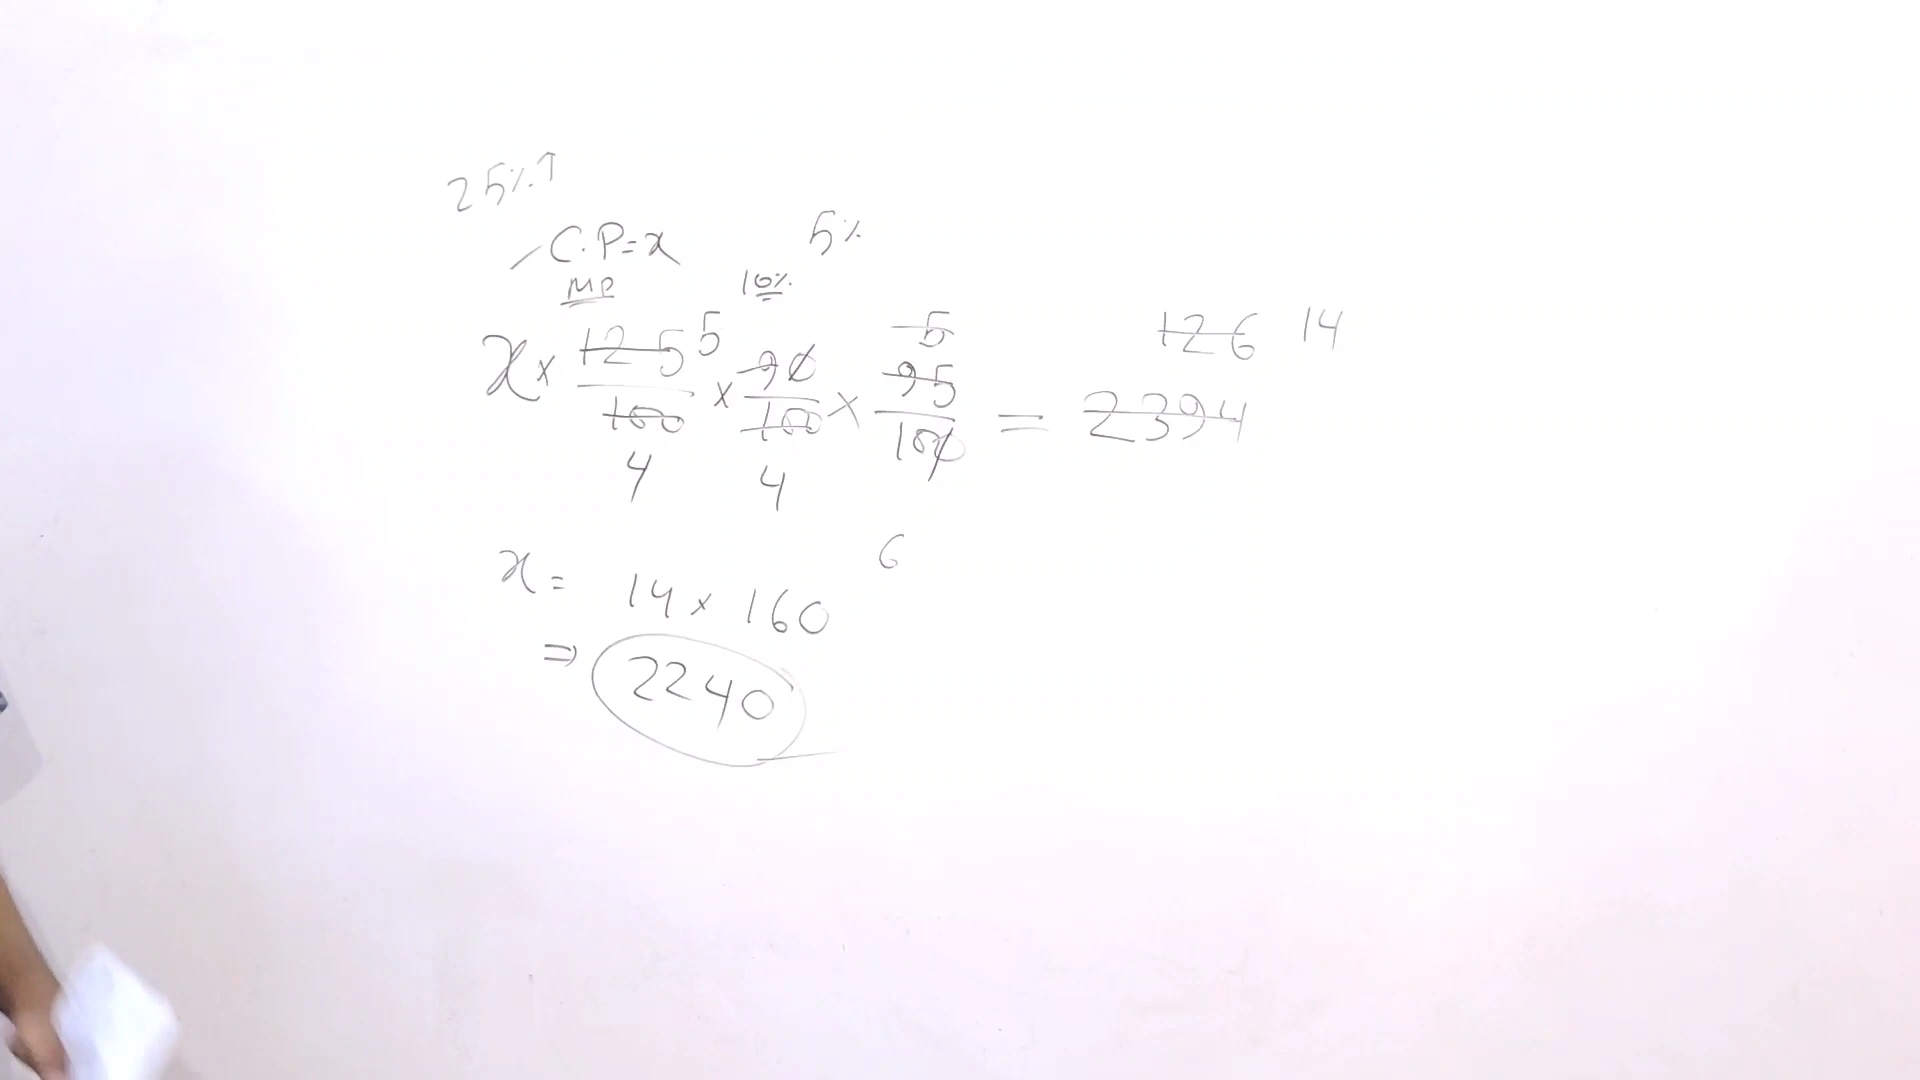 25%↑
C.P=x 5%
MP 10%
5 5 126 14
x × 125/100 × 90/100 × 95/100 = 2394
4 4
6
x = 14 × 160
⇒ 2240